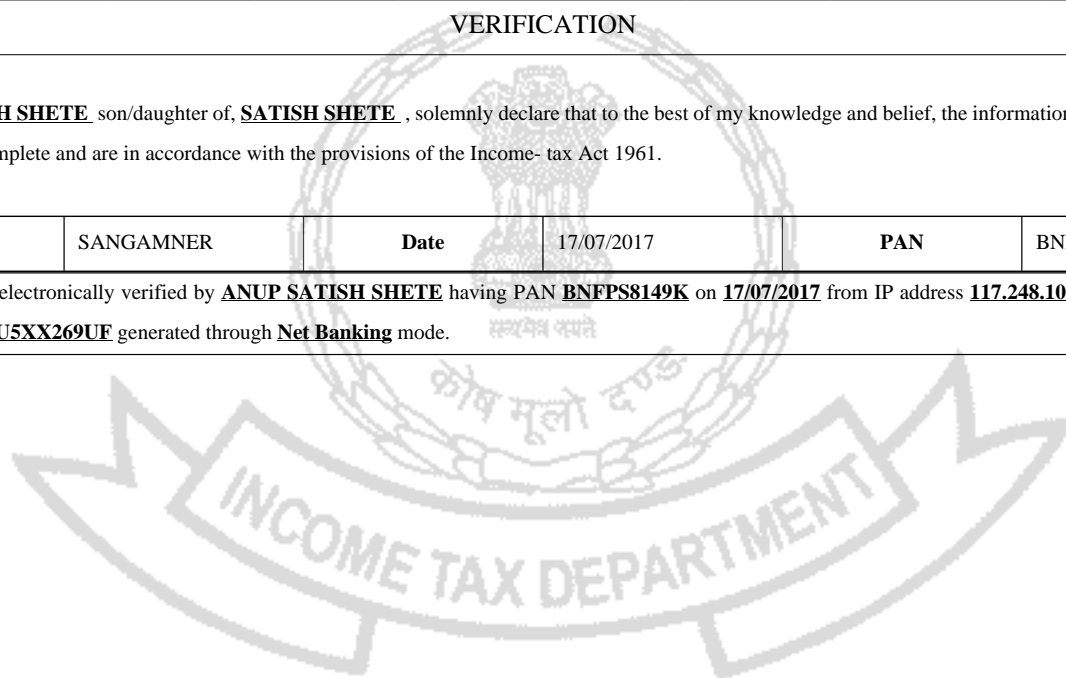 VERIFICATION
H SHETE son/daughter of, SATISH SHETE , solemnly declare that to the best of my knowledge and belief, the information
mplete and are in accordance with the provisions of the Income- tax Act 1961.
SANGAMNER Date 17/07/2017 PAN BN
electronically verified by ANUP SATISH SHETE having PAN BNFPS8149K on 17/07/2017 from IP address 117.248.10
U5XX269UF generated through Net Banking mode.
सत्यमेव जयते
कोष मूलो दण्डः
INCOME TAX DEPARTMENT